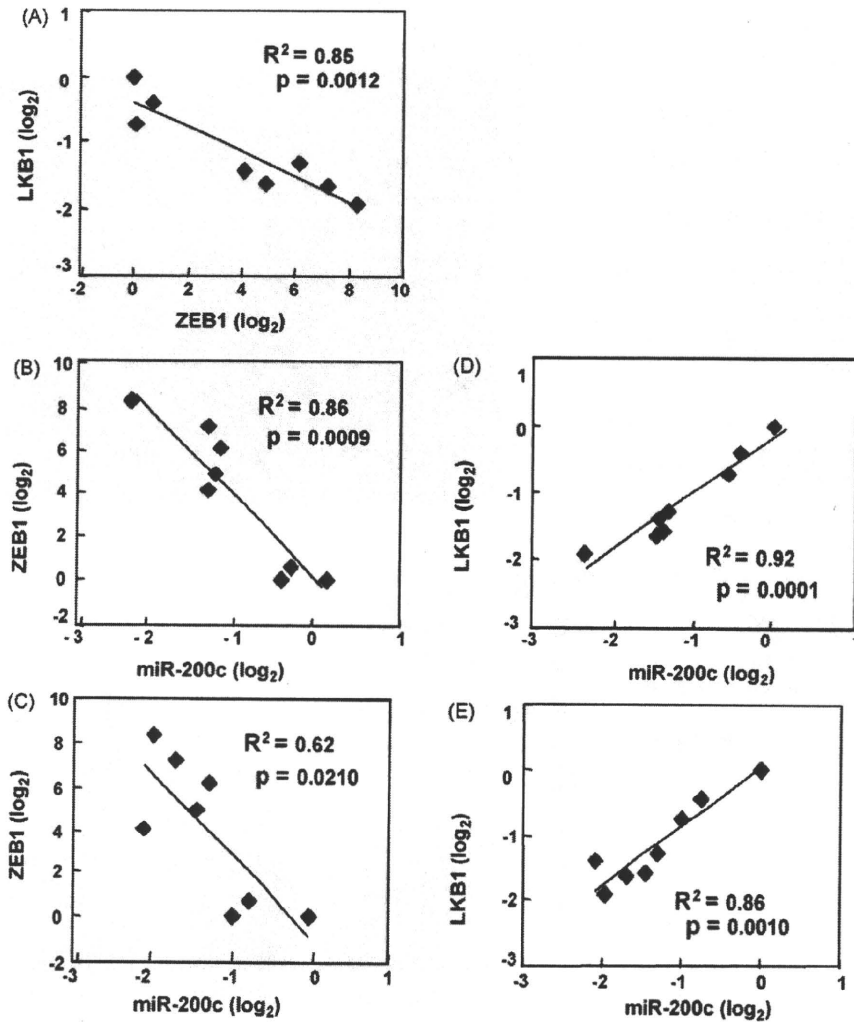 (A)
1
0
-1
-2
-3
LKB1 (log2)
R2 = 0.85
p = 0.0012
-2 0 2 4 6 8 10
ZEB1 (log2)
(B)
10
8
6
4
2
0
-2
ZEB1 (log2)
R2 = 0.86
p = 0.0009
-3 -2 -1 0 1
miR-200c (log2)
(D)
1
0
-1
-2
-3
LKB1 (log2)
R2 = 0.92
p = 0.0001
-3 -2 -1 0 1
miR-200c (log2)
(C)
10
8
6
4
2
0
-2
ZEB1 (log2)
R2 = 0.62
p = 0.0210
-3 -2 -1 0 1
miR-200c (log2)
(E)
1
0
-1
-2
-3
LKB1 (log2)
R2 = 0.86
p = 0.0010
-3 -2 -1 0 1
miR-200c (log2)